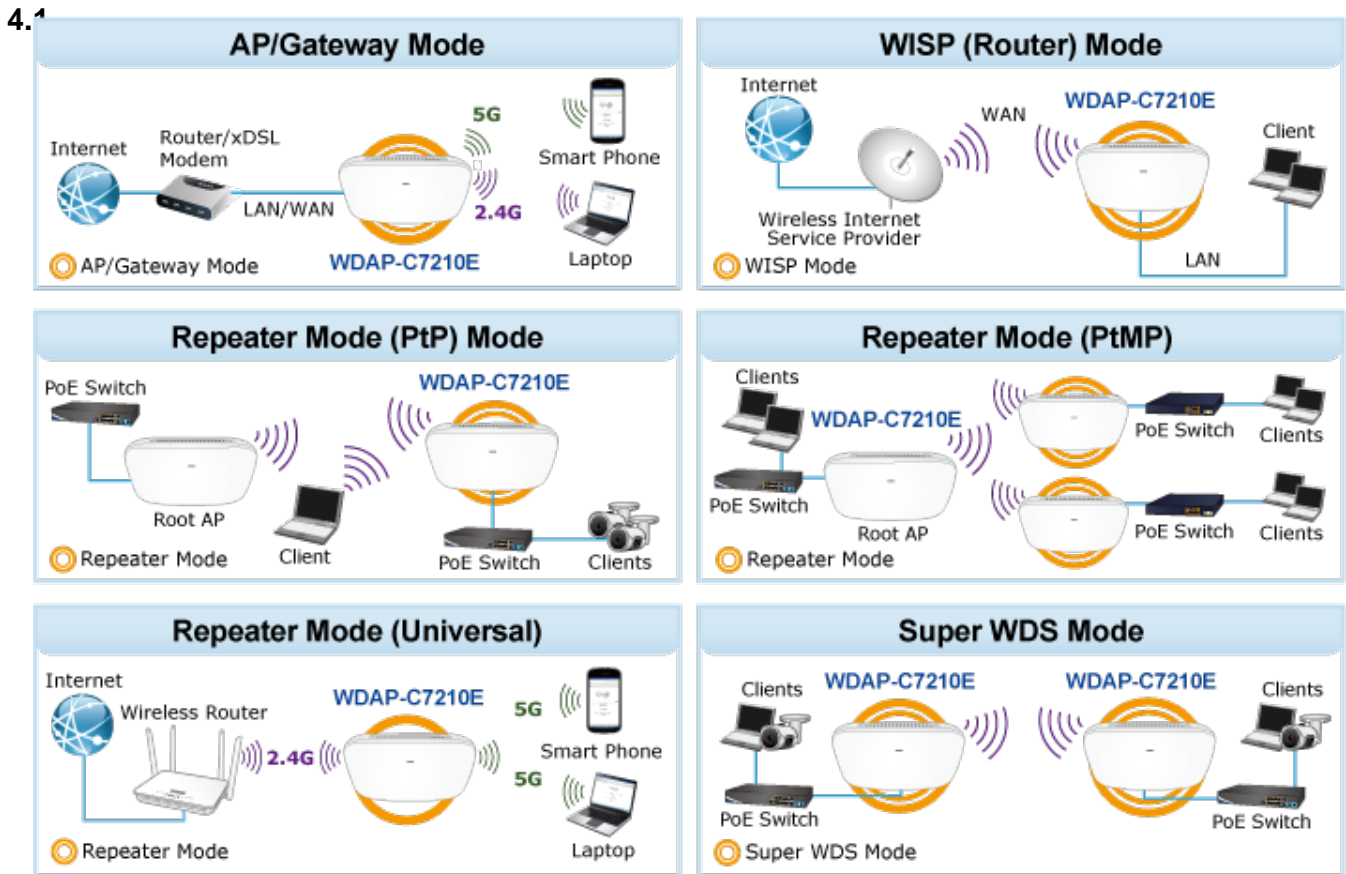 4.1
AP/Gateway Mode
Internet
Router/xDSL
Modem
LAN/WAN
5G
2.4G
WDAP-C7210E
Smart Phone
Laptop
AP/Gateway Mode
WISP (Router) Mode
Internet
WAN
WDAP-C7210E
Client
Wireless Internet
Service Provider
LAN
WISP Mode
Repeater Mode (PtP) Mode
PoE Switch
WDAP-C7210E
Root AP
Client
PoE Switch
Clients
Repeater Mode
Repeater Mode (PtMP)
Clients
WDAP-C7210E
PoE Switch
Clients
PoE Switch
Root AP
PoE Switch
Clients
Repeater Mode
Repeater Mode (Universal)
Internet
Wireless Router
2.4G
WDAP-C7210E
5G
Smart Phone
5G
Laptop
Repeater Mode
Super WDS Mode
Clients
WDAP-C7210E
WDAP-C7210E
Clients
PoE Switch
PoE Switch
Super WDS Mode